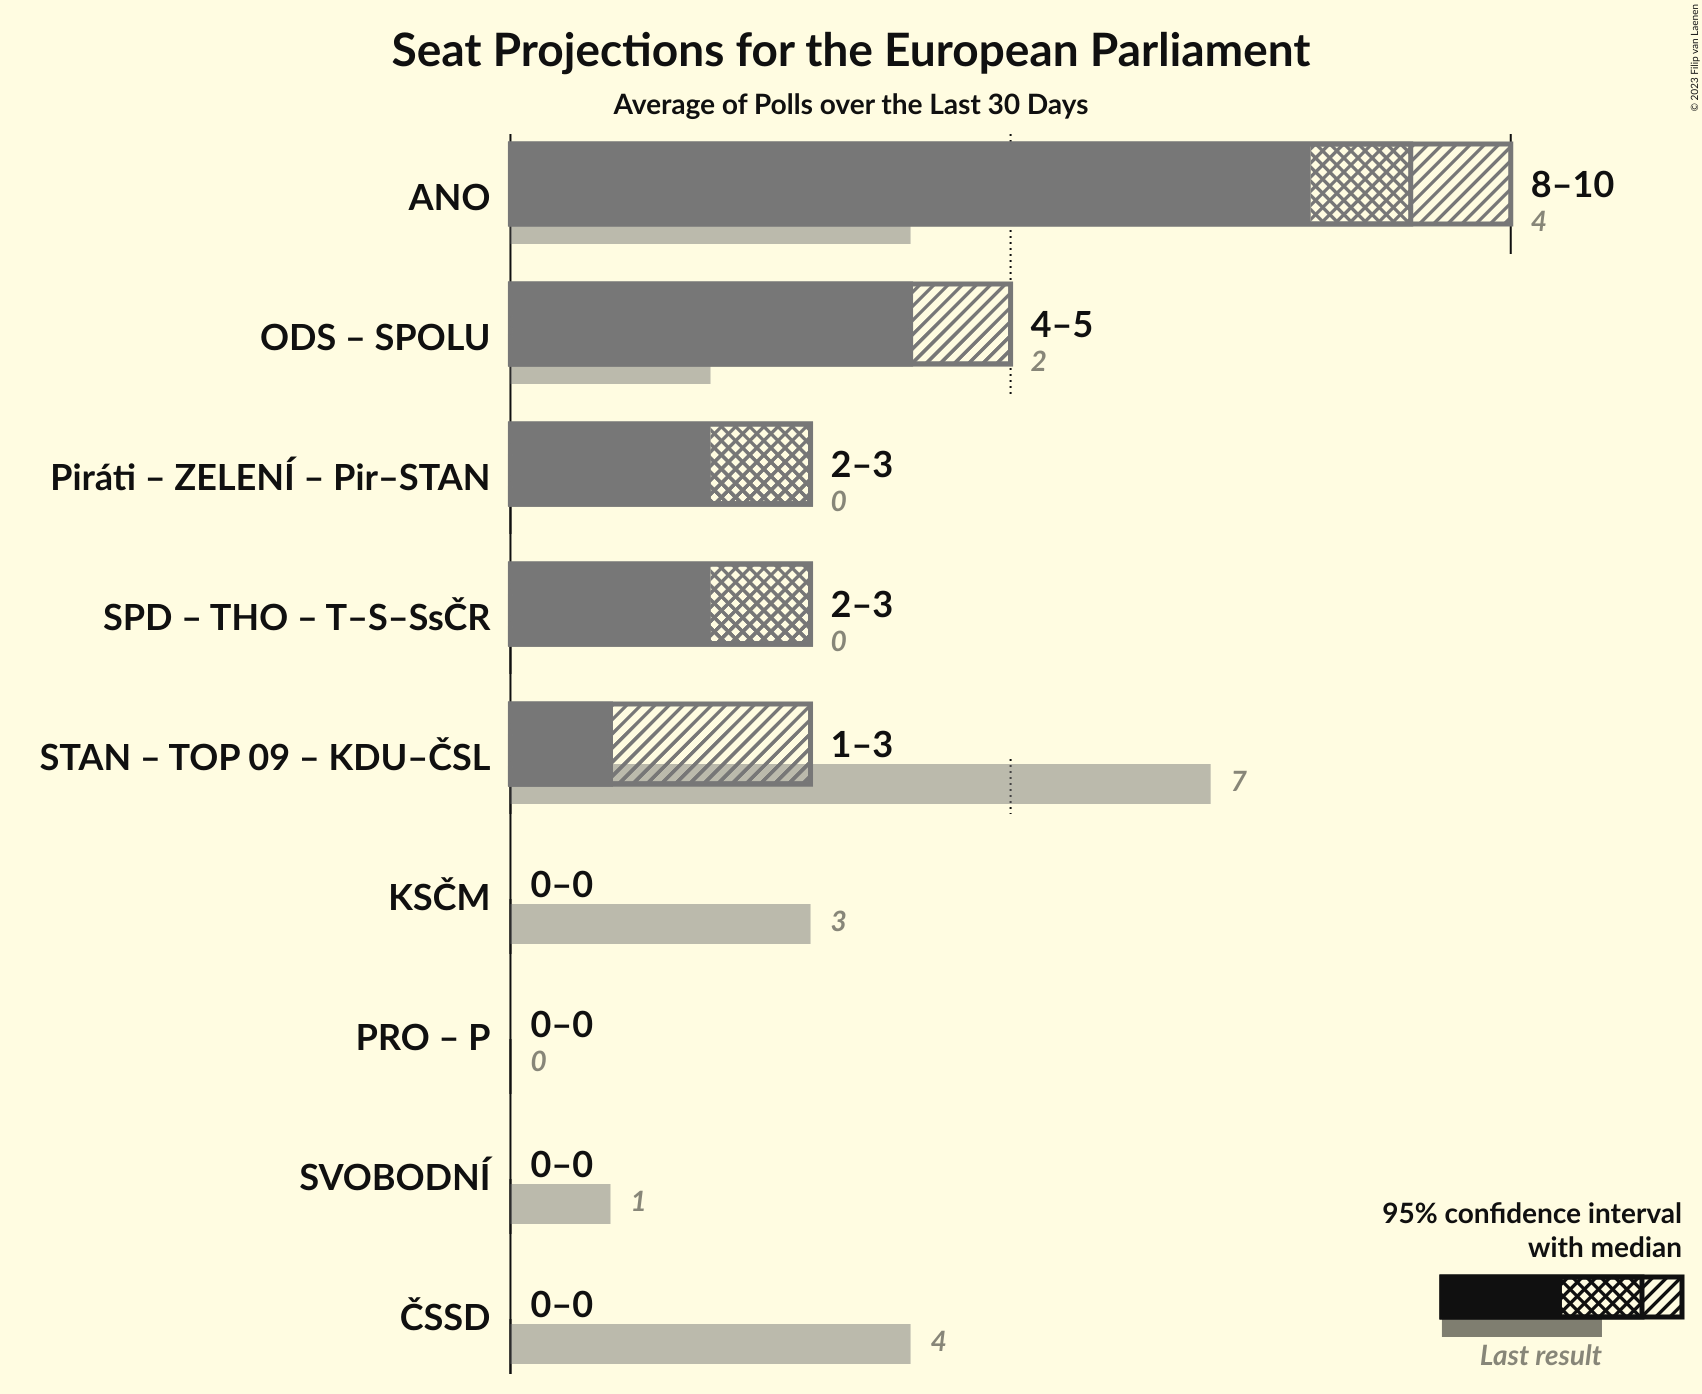 Seat Projections for the European Parliament
Average of Polls over the Last 30 Days
© 2023 Filip van Laenen
ANO
8–10
4
ODS – SPOLU
4–5
2
Piráti – ZELENÍ – Pir–STAN
2–3
0
SPD – THO – T–S–SsČR
2–3
0
STAN – TOP 09 – KDU–ČSL
1–3
7
KSČM
0–0
3
PRO – P
0–0
0
SVOBODNÍ
0–0
1
ČSSD
0–0
4
95% confidence interval
with median
Last result